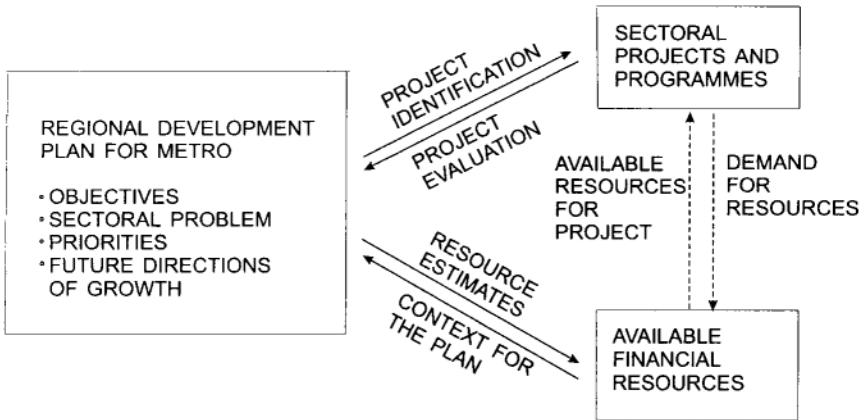 REGIONAL DEVELOPMENT
PLAN FOR METRO
• OBJECTIVES
• SECTORAL PROBLEM
• PRIORITIES
• FUTURE DIRECTIONS
OF GROWTH
PROJECT
IDENTIFICATION
PROJECT
EVALUATION
SECTORAL
PROJECTS AND
PROGRAMMES
AVAILABLE
RESOURCES
FOR
PROJECT
DEMAND
FOR
RESOURCES
RESOURCE
ESTIMATES
CONTEXT FOR
THE PLAN
AVAILABLE
FINANCIAL
RESOURCES